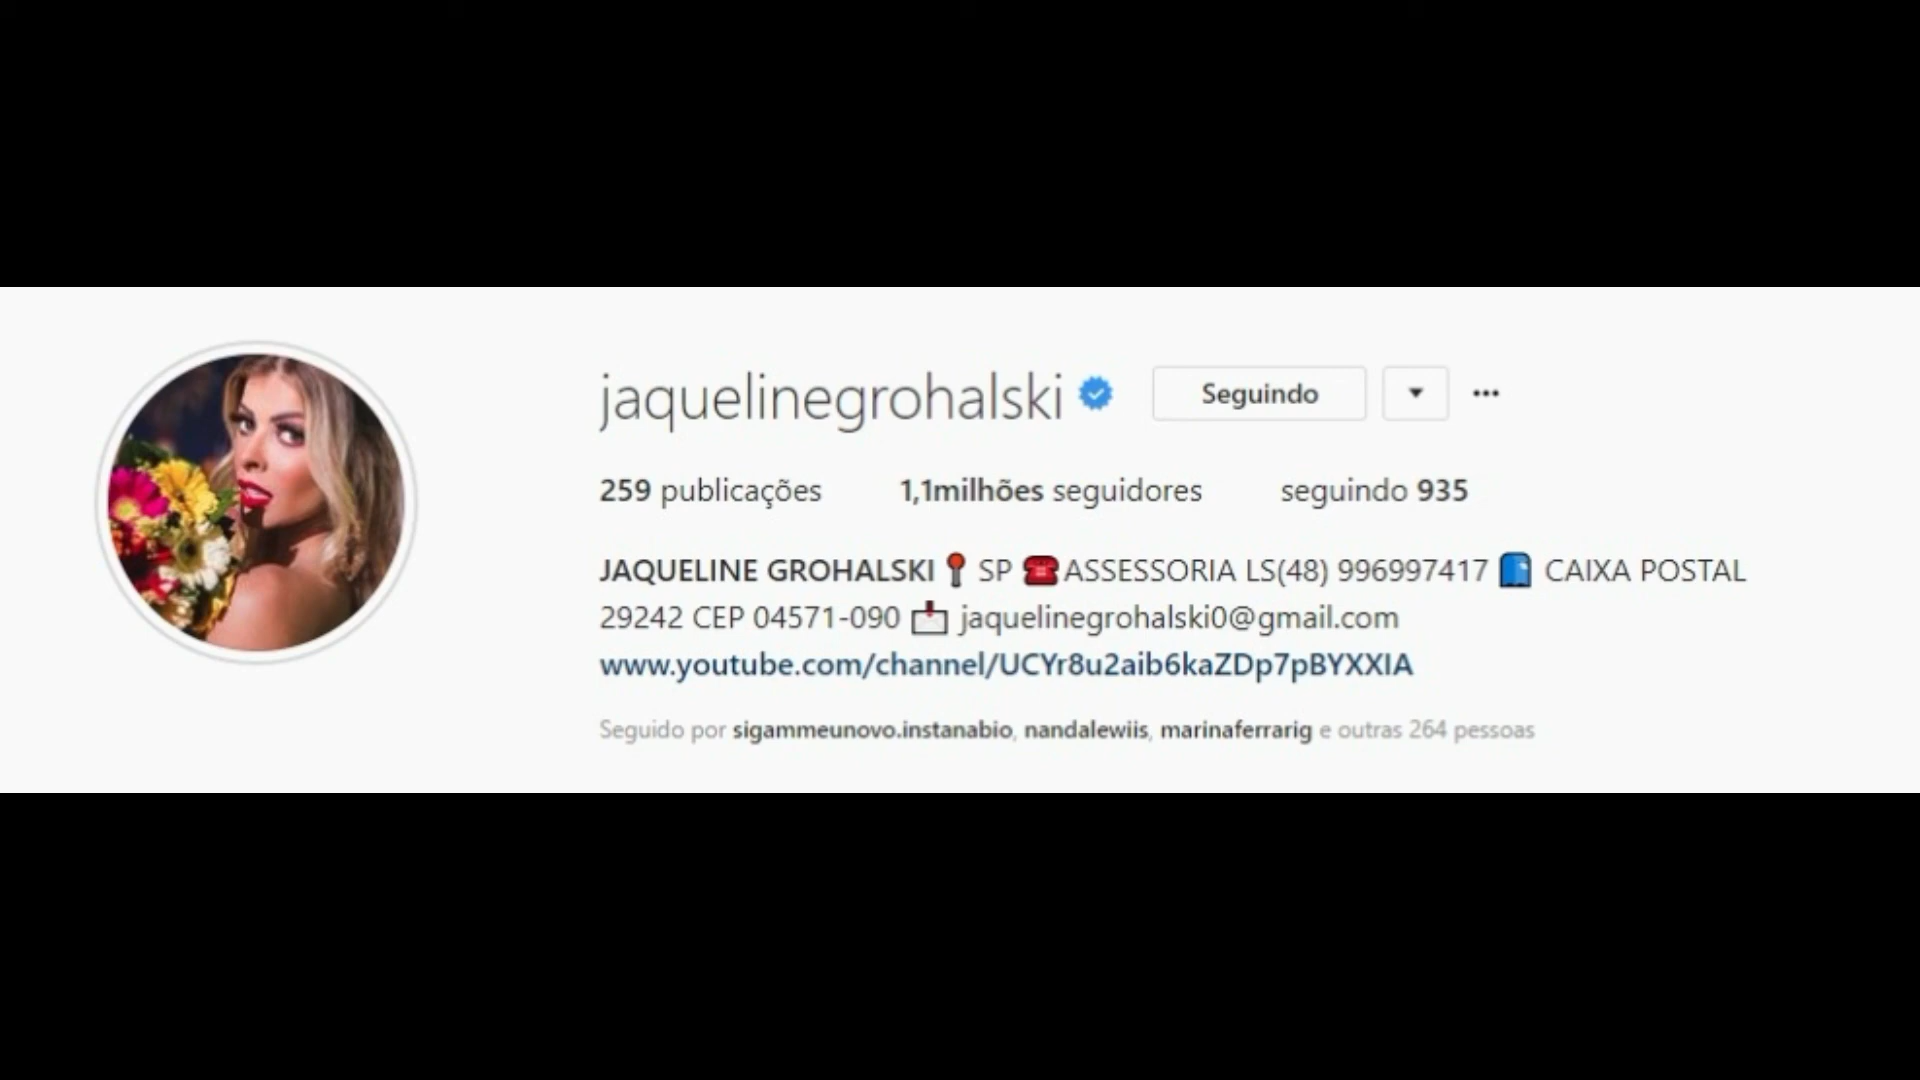 jaquelinegrohalski Seguindo
259 publicações 1,1milhões seguidores seguindo 935
JAQUELINE GROHALSKI📍SP ☎️ASSESSORIA LS(48) 996997417 📘 CAIXA POSTAL
29242 CEP 04571-090 📩 jaquelinegrohalski0@gmail.com
www.youtube.com/channel/UCYr8u2aib6kaZDp7pBYXXIA
Seguido por sigammeunovo.instanabio, nandalewiis, marinaferrarig e outras 264 pessoas